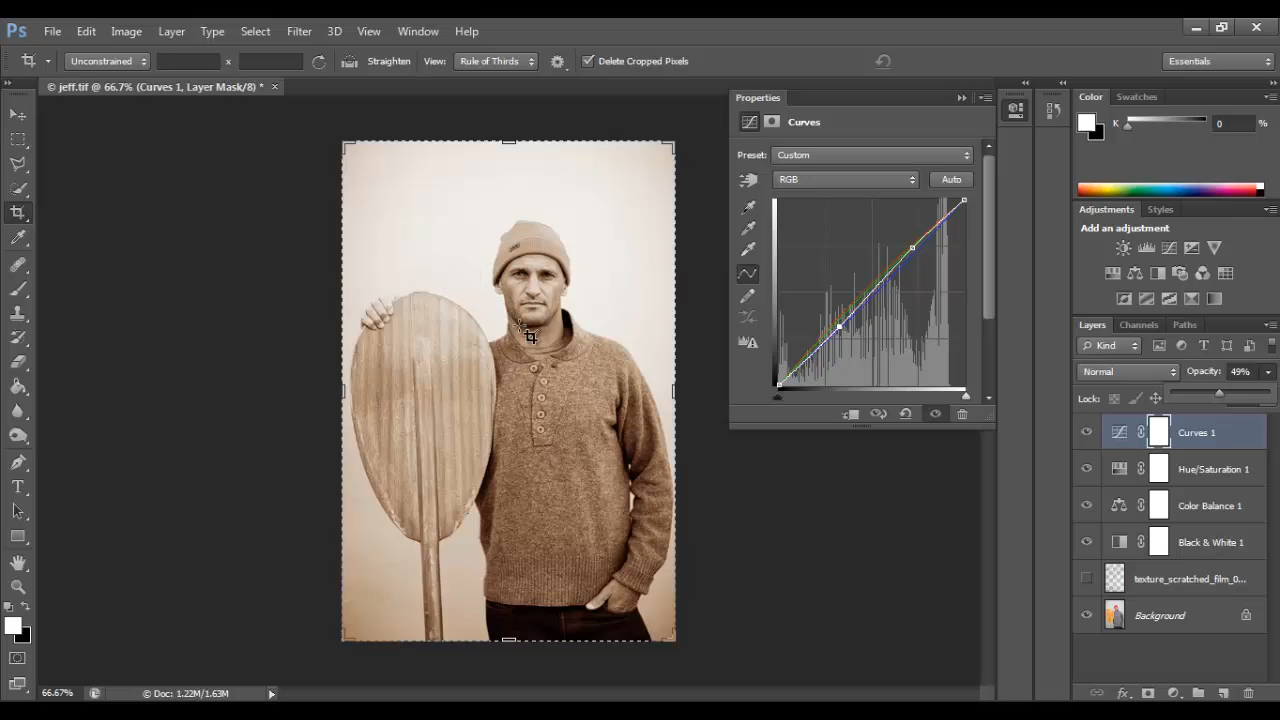 Ps File Edit Image Layer Type Select Filter 3D View Window Help
Unconstrained x Straighten View: Rule of Thirds Delete Cropped Pixels Essentials
© jeff.tif @ 66.7% (Curves 1, Layer Mask/8) * ×
Properties
Curves
Preset: Custom
RGB Auto
Color Swatches
K 0 %
Adjustments Styles
Add an adjustment
Layers Channels Paths
Kind
Normal Opacity: 49%
Lock:
Curves 1
Hue/Saturation 1
Color Balance 1
Black & White 1
texture_scratched_film_0...
Background
66.67% © Doc: 1.22M/1.63M